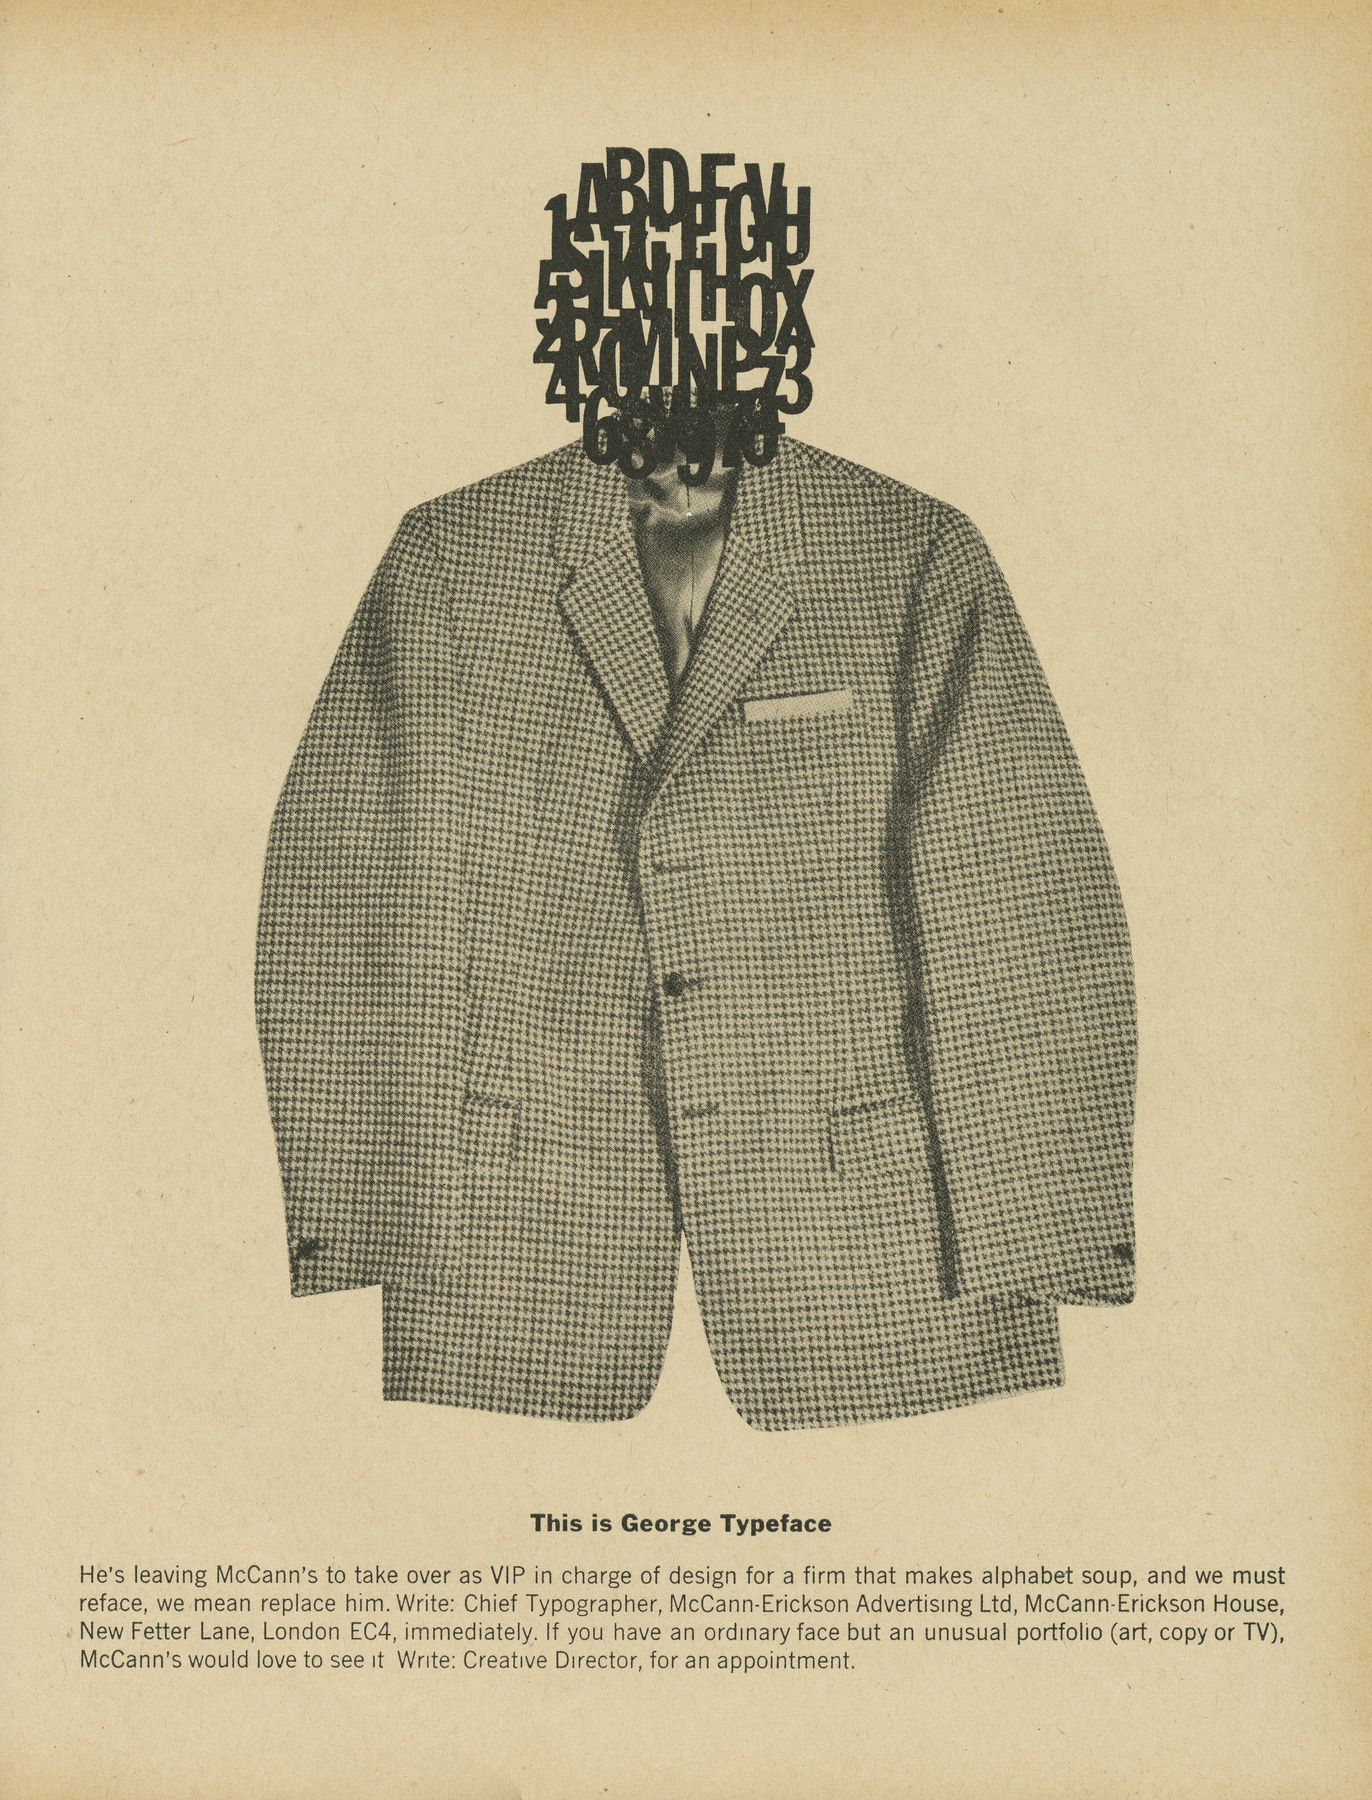 ABDEFGVU
This is George Typeface
He's leaving McCann's to take over as VIP in charge of design for a firm that makes alphabet soup, and we must
reface, we mean replace him. Write: Chief Typographer, McCann-Erickson Advertising Ltd, McCann-Erickson House,
New Fetter Lane, London EC4, immediately. If you have an ordinary face but an unusual portfolio (art, copy or TV),
McCann's would love to see it Write: Creative Director, for an appointment.